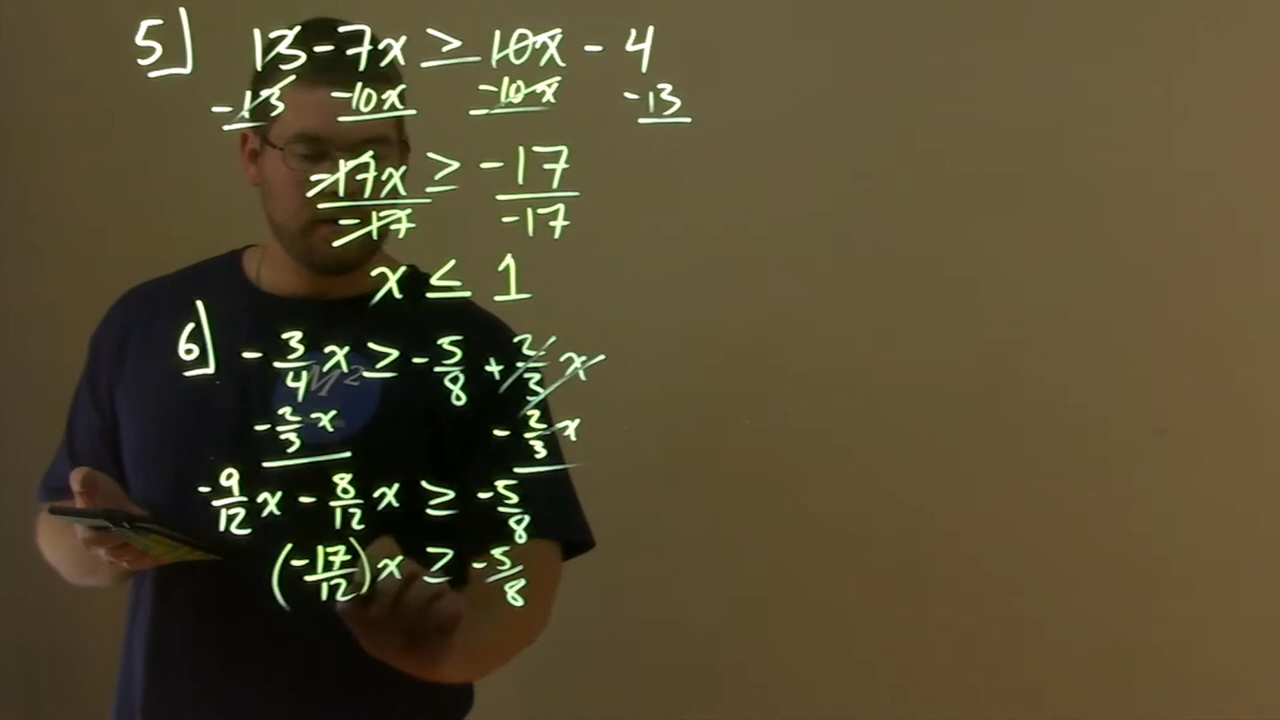 5] 13 - 7x ≥ 10x - 4
-13 -10x -10x -13
-17x ≥ -17
-17 -17
x ≤ 1
6] - 3/4 x ≥ - 5/8 + 2/3 x
- 2/3 x - 2/3 x
- 9/12 x - 8/12 x ≥ - 5/8
(- 17/12) x ≥ - 5/8
M²